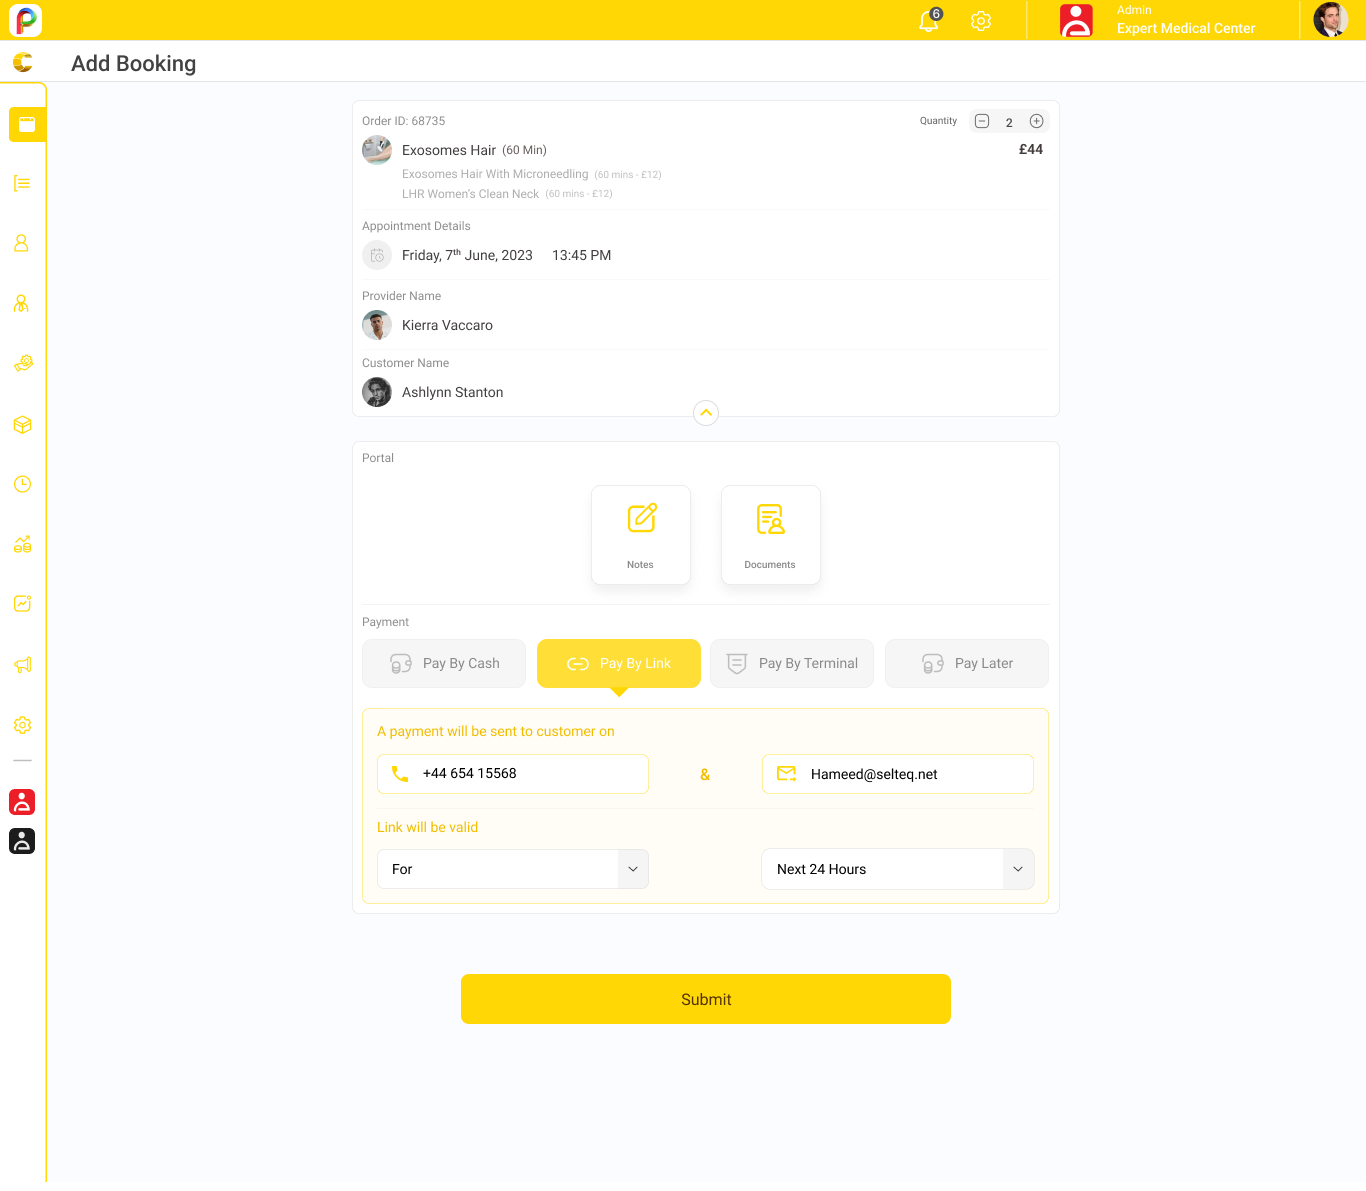 6
Admin
Expert Medical Center
Add Booking
Order ID: 68735
Quantity
2
Exosomes Hair (60 Min)
£44
Exosomes Hair With Microneedling (60 mins - £12)
LHR Women's Clean Neck (60 mins - £12)
Appointment Details
Friday, 7th June, 2023 13:45 PM
Provider Name
Kierra Vaccaro
Customer Name
Ashlynn Stanton
Portal
Notes
Documents
Payment
Pay By Cash
Pay By Link
Pay By Terminal
Pay Later
A payment will be sent to customer on
+44 654 15568
&
Hameed@selteq.net
Link will be valid
For
Next 24 Hours
Submit